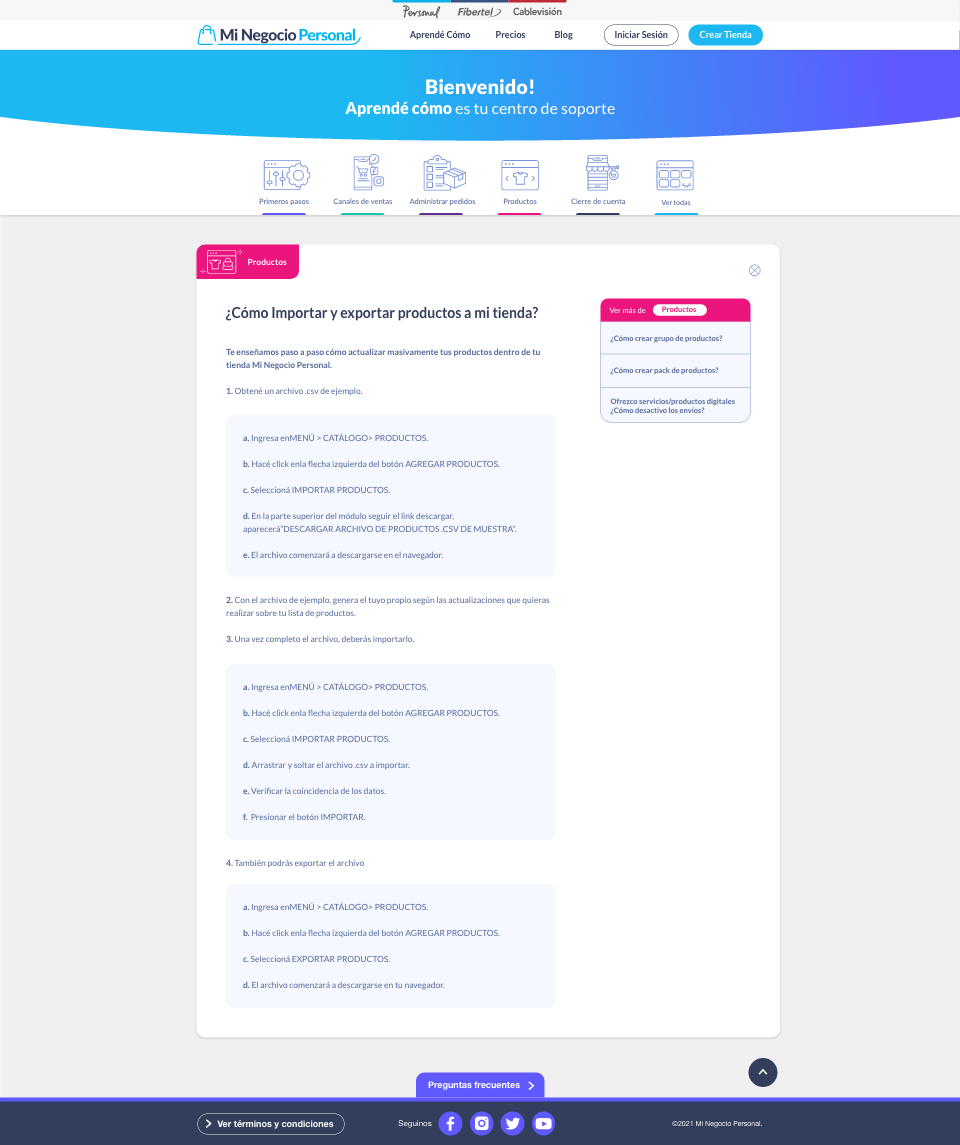 Personal Fibertel Cablevisión
Mi Negocio Personal Aprendé Cómo Precios Blog Iniciar Sesión Crear Tienda
Bienvenido!
Aprendé cómo es tu centro de soporte
Primeros pasos Canales de ventas Administrar pedidos Productos Cierre de cuenta Ver todas
Productos
¿Cómo Importar y exportar productos a mi tienda?
Te enseñamos paso a paso cómo actualizar masivamente tus productos dentro de tu
tienda Mi Negocio Personal.
1. Obtené un archivo .csv de ejemplo.
a. Ingresa enMENÚ > CATÁLOGO> PRODUCTOS.
b. Hacé click enla flecha izquierda del botón AGREGAR PRODUCTOS.
c. Seleccioná IMPORTAR PRODUCTOS.
d. En la parte superior del módulo seguir el link descargar,
aparecerá"DESCARGAR ARCHIVO DE PRODUCTOS .CSV DE MUESTRA".
e. El archivo comenzará a descargarse en el navegador.
2. Con el archivo de ejemplo, genera el tuyo propio según las actualizaciones que quieras
realizar sobre tu lista de productos.
3. Una vez completo el archivo, deberás importarlo.
a. Ingresa enMENÚ > CATÁLOGO> PRODUCTOS.
b. Hacé click enla flecha izquierda del botón AGREGAR PRODUCTOS.
c. Seleccioná IMPORTAR PRODUCTOS.
d. Arrastrar y soltar el archivo .csv a importar.
e. Verificar la coincidencia de los datos.
f. Presionar el botón IMPORTAR.
4. También podrás exportar el archivo
a. Ingresa enMENÚ > CATÁLOGO> PRODUCTOS.
b. Hacé click enla flecha izquierda del botón AGREGAR PRODUCTOS.
c. Seleccioná EXPORTAR PRODUCTOS.
d. El archivo comenzará a descargarse en tu navegador.
Ver más de Productos
¿Cómo crear grupo de productos?
¿Cómo crear pack de productos?
Ofrezco servicios/productos digitales
¿Cómo desactivo los envíos?
Preguntas frecuentes
Ver términos y condiciones Seguinos ©2021 Mi Negocio Personal.